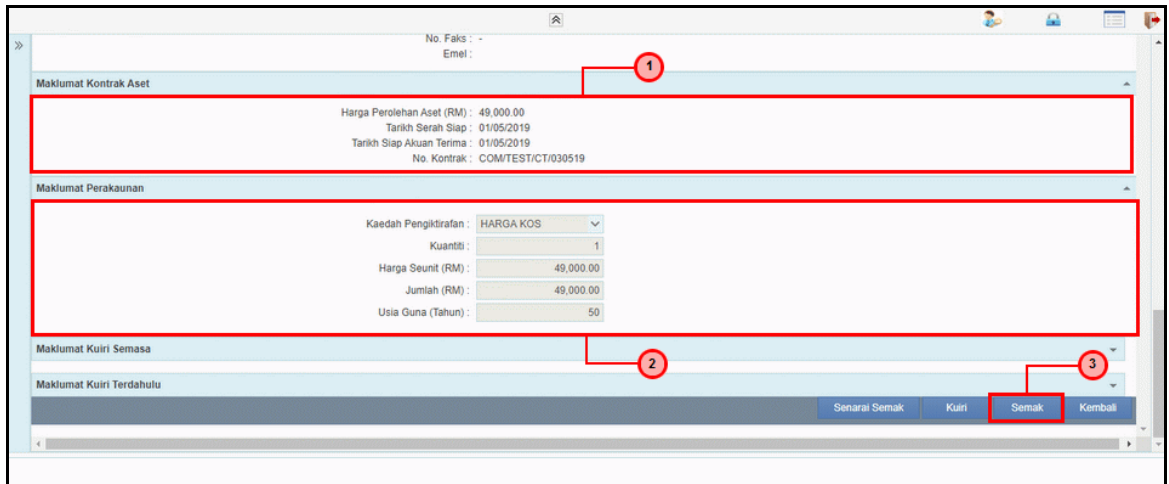 No. Faks : -
Emel :
1
Maklumat Kontrak Aset
Harga Perolehan Aset (RM) : 49,000.00
Tarikh Serah Siap : 01/05/2019
Tarikh Siap Akuan Terima : 01/05/2019
No. Kontrak : COM/TEST/CT/030519
Maklumat Perakaunan
Kaedah Pengiktirafan : HARGA KOS
Kuantiti : 1
Harga Seunit (RM) : 49,000.00
Jumlah (RM) : 49,000.00
Usia Guna (Tahun) : 50
Maklumat Kuiri Semasa
2
3
Maklumat Kuiri Terdahulu
Senarai Semak Kuiri Semak Kembali